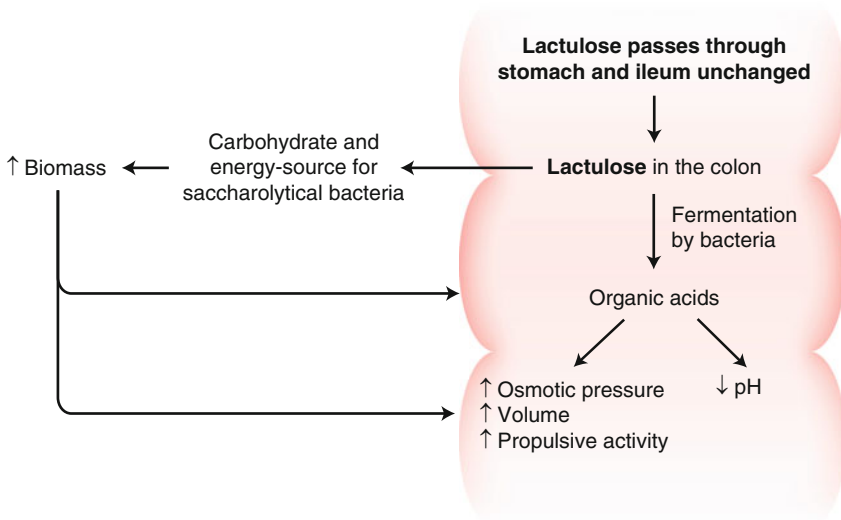 Lactulose passes through
stomach and ileum unchanged
Carbohydrate and
energy-source for
saccharolytical bacteria
↑ Biomass
Lactulose in the colon
Fermentation
by bacteria
Organic acids
↑ Osmotic pressure
↑ Volume
↑ Propulsive activity
↓ pH